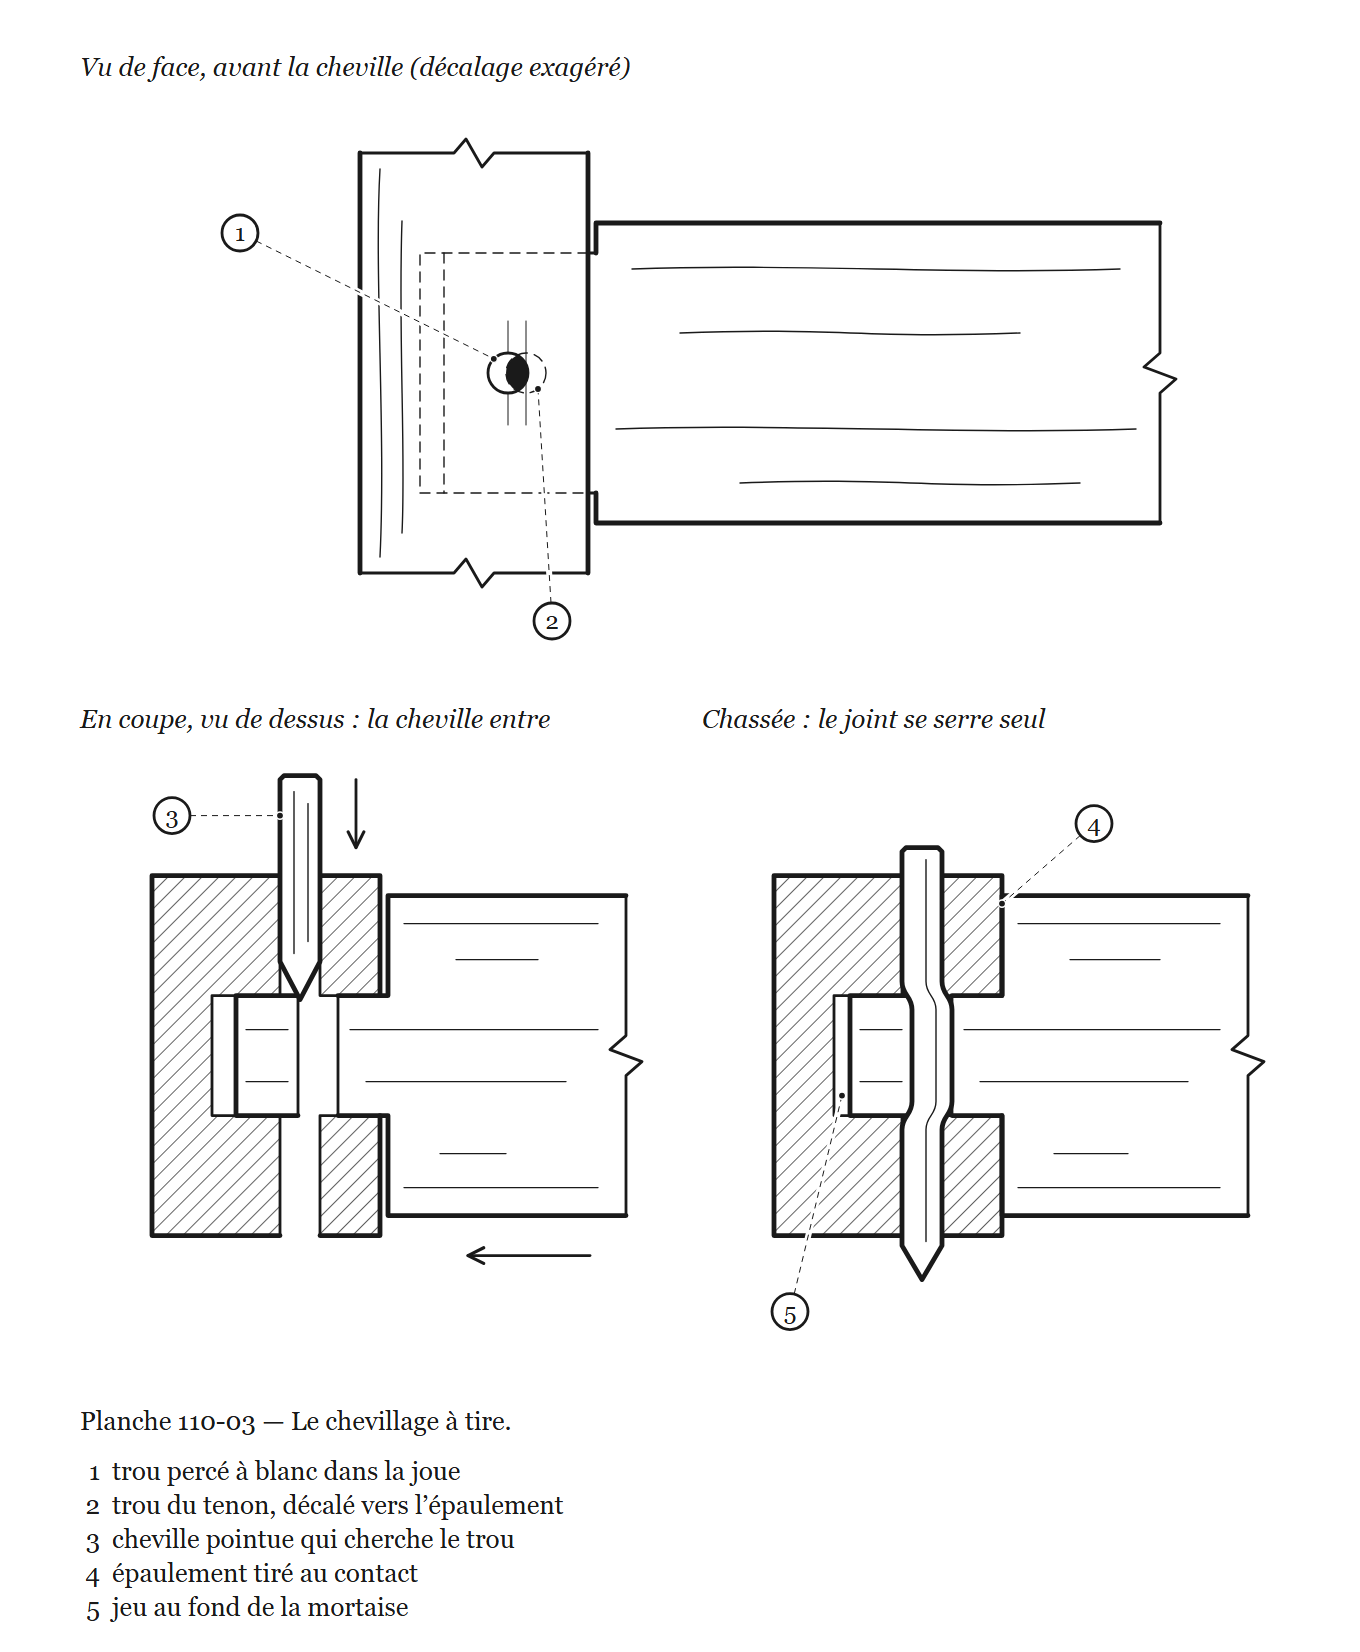 Vu de face, avant la cheville (décalage exagéré)
1
2
En coupe, vu de dessus : la cheville entre
Chassée : le joint se serre seul
3
4
5
Planche 110-03 — Le chevillage à tire.
1 trou percé à blanc dans la joue
2 trou du tenon, décalé vers l’épaulement
3 cheville pointue qui cherche le trou
4 épaulement tiré au contact
5 jeu au fond de la mortaise